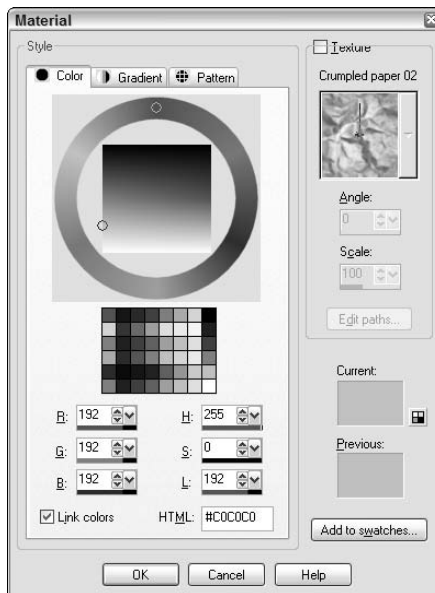 Material
Style
Color
Gradient
Pattern
Texture
Crumpled paper 02
Angle:
0
Scale:
100
Edit paths...
R: 192 H: 255
G: 192 S: 0
B: 192 L: 192
Link colors HTML: #C0C0C0
Current:
Previous:
Add to swatches...
OK Cancel Help